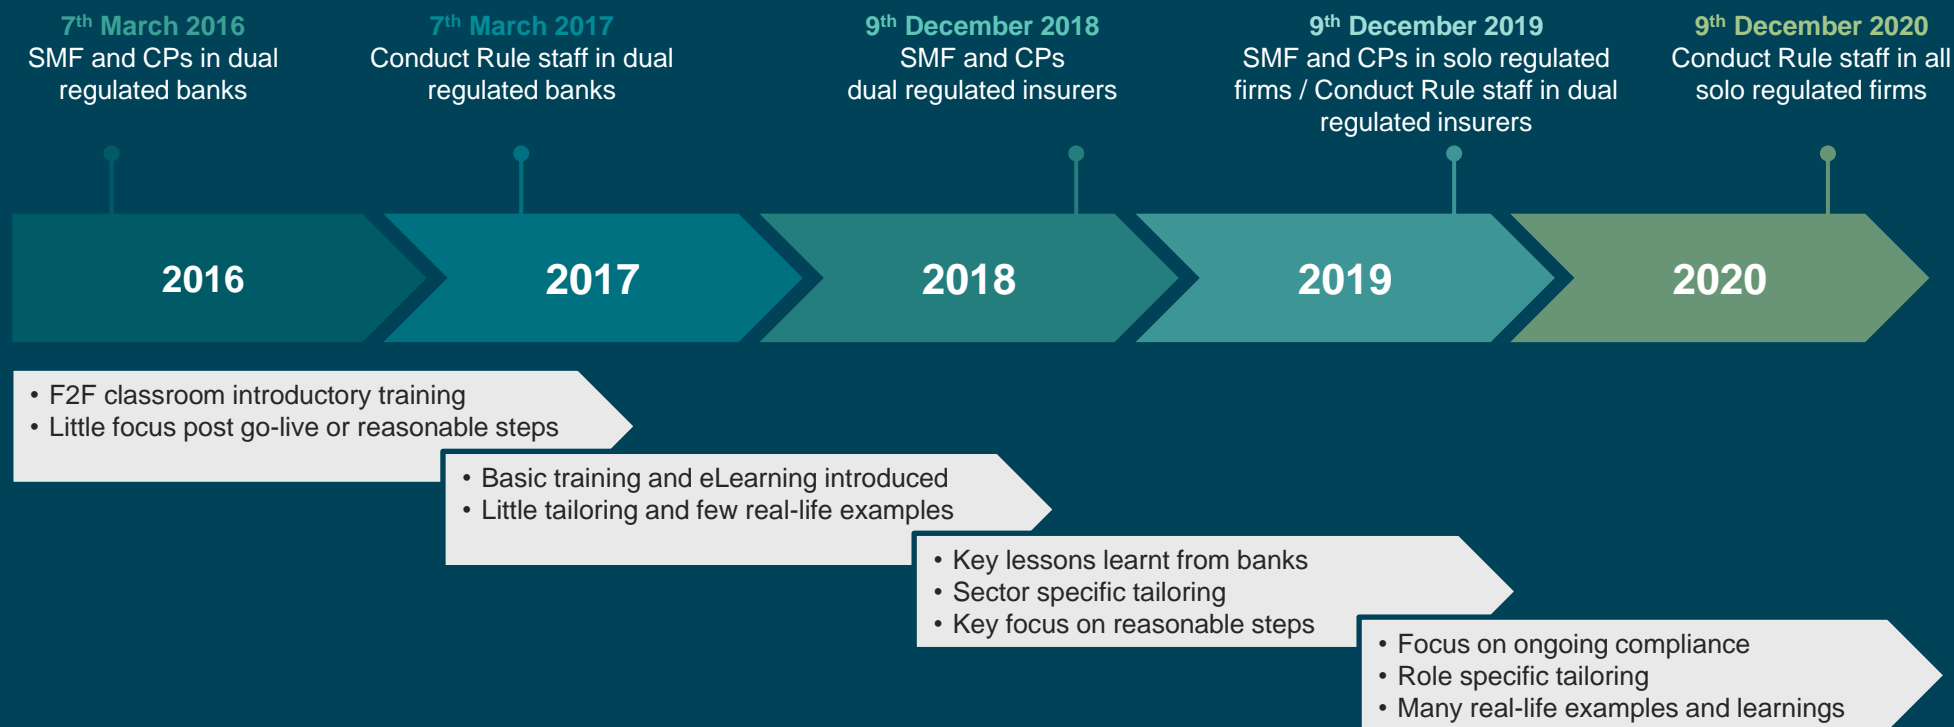 7th March 2016
SMF and CPs in dual
regulated banks
7th March 2017
Conduct Rule staff in dual
regulated banks
9th December 2018
SMF and CPs
dual regulated insurers
9th December 2019
SMF and CPs in solo regulated
firms / Conduct Rule staff in dual
regulated insurers
9th December 2020
Conduct Rule staff in all
solo regulated firms
2016
2017
2018
2019
2020
• F2F classroom introductory training
• Little focus post go-live or reasonable steps
• Basic training and eLearning introduced
• Little tailoring and few real-life examples
• Key lessons learnt from banks
• Sector specific tailoring
• Key focus on reasonable steps
• Focus on ongoing compliance
• Role specific tailoring
• Many real-life examples and learnings